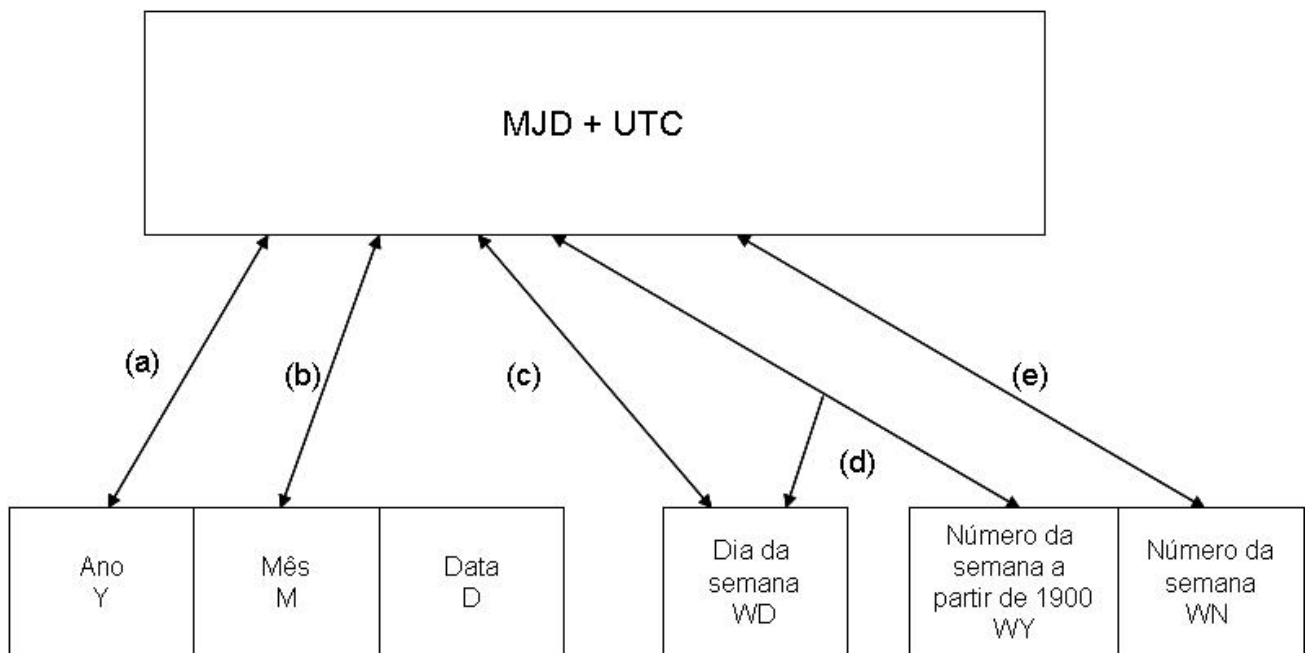 MJD + UTC
(a)
(b)
(c)
(d)
(e)
Ano
Y
Mês
M
Data
D
Dia da
semana
WD
Número da
semana a
partir de 1900
WY
Número da
semana
WN